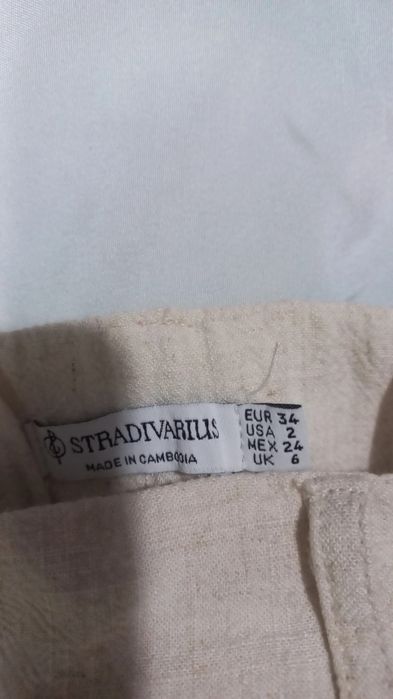 STRADIVARIUS
MADE IN CAMBODIA
EUR 34
USA 2
MEX 24
UK 6